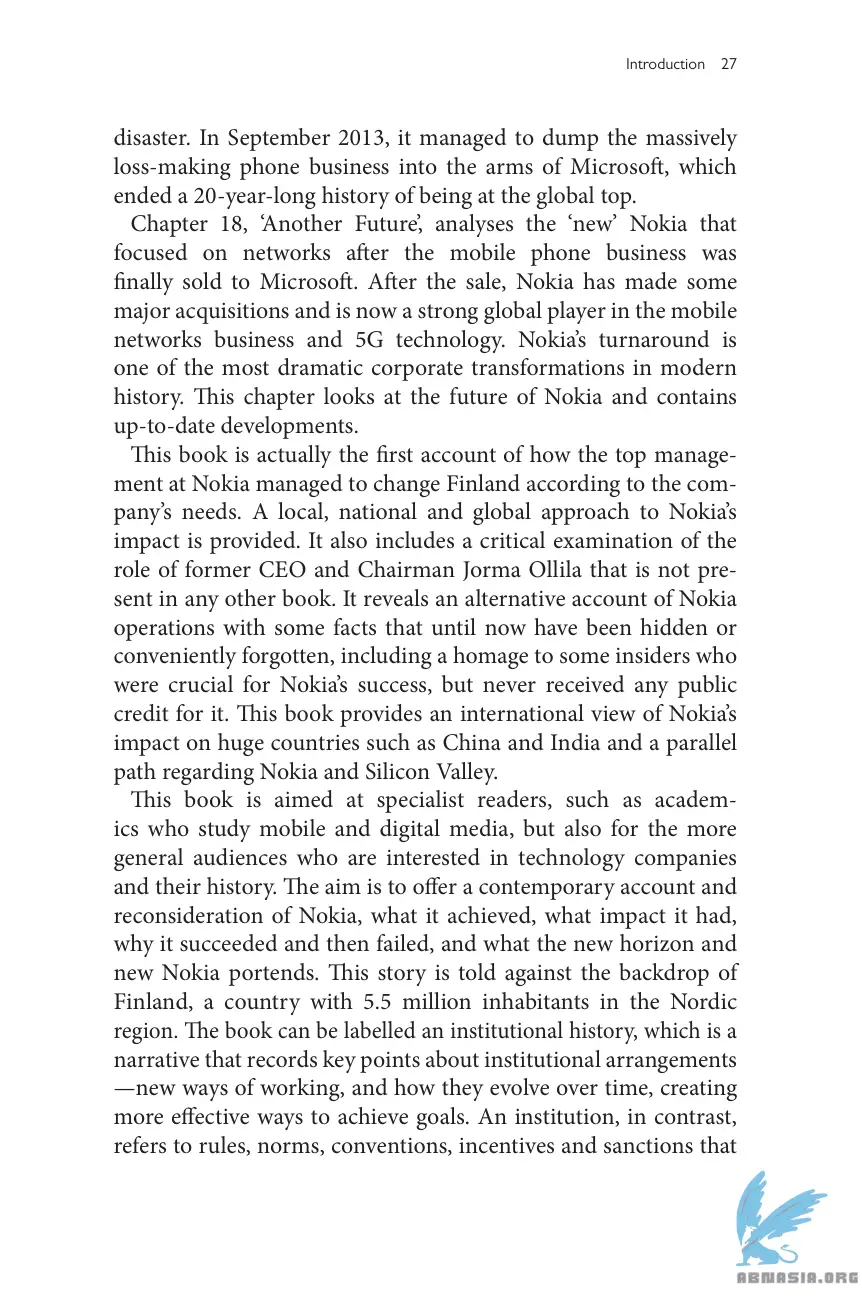 Introduction 27
disaster. In September 2013, it managed to dump the massively
loss-making phone business into the arms of Microsoft, which
ended a 20-year-long history of being at the global top.
Chapter 18, ‘Another Future’, analyses the ‘new’ Nokia that
focused on networks after the mobile phone business was
finally sold to Microsoft. After the sale, Nokia has made some
major acquisitions and is now a strong global player in the mobile
networks business and 5G technology. Nokia’s turnaround is
one of the most dramatic corporate transformations in modern
history. This chapter looks at the future of Nokia and contains
up-to-date developments.
This book is actually the first account of how the top manage-
ment at Nokia managed to change Finland according to the com-
pany’s needs. A local, national and global approach to Nokia’s
impact is provided. It also includes a critical examination of the
role of former CEO and Chairman Jorma Ollila that is not pre-
sent in any other book. It reveals an alternative account of Nokia
operations with some facts that until now have been hidden or
conveniently forgotten, including a homage to some insiders who
were crucial for Nokia’s success, but never received any public
credit for it. This book provides an international view of Nokia’s
impact on huge countries such as China and India and a parallel
path regarding Nokia and Silicon Valley.
This book is aimed at specialist readers, such as academ-
ics who study mobile and digital media, but also for the more
general audiences who are interested in technology companies
and their history. The aim is to offer a contemporary account and
reconsideration of Nokia, what it achieved, what impact it had,
why it succeeded and then failed, and what the new horizon and
new Nokia portends. This story is told against the backdrop of
Finland, a country with 5.5 million inhabitants in the Nordic
region. The book can be labelled an institutional history, which is a
narrative that records key points about institutional arrangements
—new ways of working, and how they evolve over time, creating
more effective ways to achieve goals. An institution, in contrast,
refers to rules, norms, conventions, incentives and sanctions that
ABNASIA.ORG